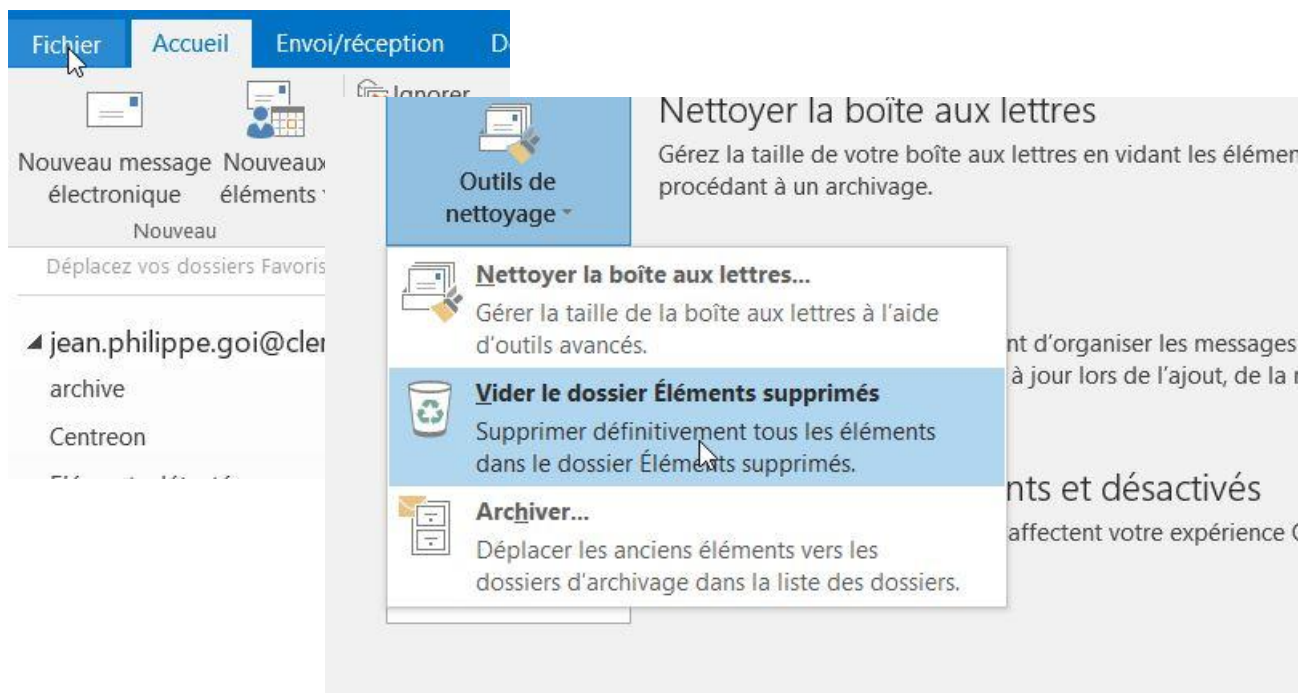 Fichier Accueil Envoi/réception
Ignorer
Nouveau message
électronique
Nouveaux
éléments
Nouveau
Déplacez vos dossiers Favoris
jean.philippe.goi@cler
archive
Centreon
Outils de
nettoyage
Nettoyer la boîte aux lettres
Gérez la taille de votre boîte aux lettres en vidant les
procédant à un archivage.
Nettoyer la boîte aux lettres...
Gérer la taille de la boîte aux lettres à l'aide
d'outils avancés.
Vider le dossier Éléments supprimés
Supprimer définitivement tous les éléments
dans le dossier Éléments supprimés.
Archiver...
Déplacer les anciens éléments vers les
dossiers d'archivage dans la liste des dossiers.
nt d'organiser les messages
à jour lors de l'ajout, de la
nts et désactivés
affectent votre expérience